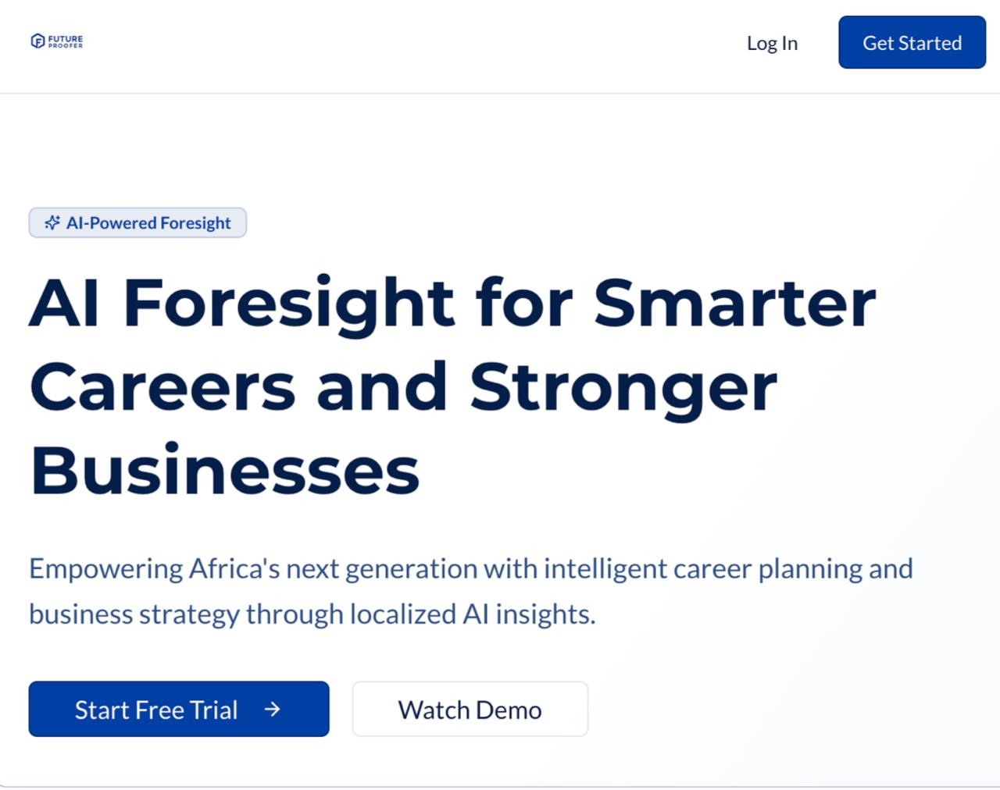 FUTURE
PROOFER
Log In
Get Started
AI-Powered Foresight
AI Foresight for Smarter
Careers and Stronger
Businesses
Empowering Africa's next generation with intelligent career planning and
business strategy through localized AI insights.
Start Free Trial →
Watch Demo